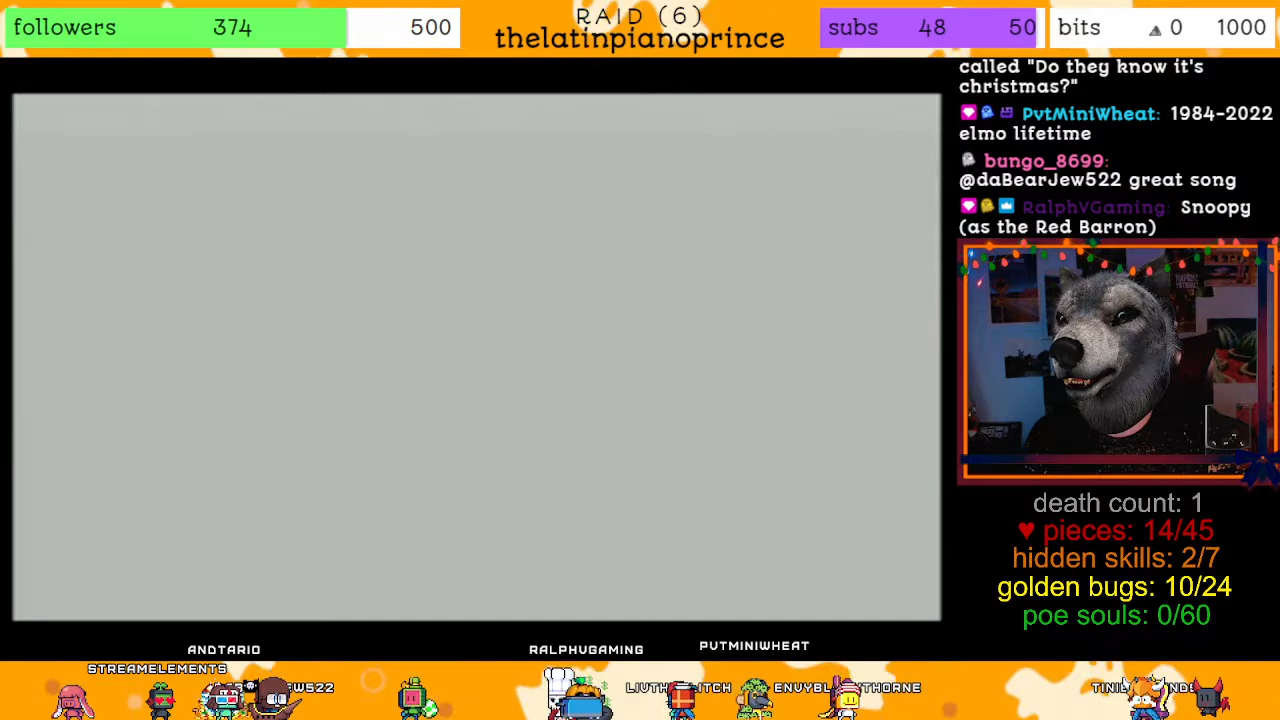 followers 374 500
RAID (6)
thelatinpianoprince
subs 48 50
bits 0 1000
called "Do they know it's
christmas?"
PvtMiniWheat: 1984-2022
elmo lifetime
bungo_8699:
@daBearJew522 great song
RalphVGaming: Snoopy
(as the Red Barron)
death count: 1
♥ pieces: 14/45
hidden skills: 2/7
golden bugs: 10/24
poe souls: 0/60
ANDTARIO
RALPHVGAMING
PVTMINIWHEAT
STREAMELEMENTS